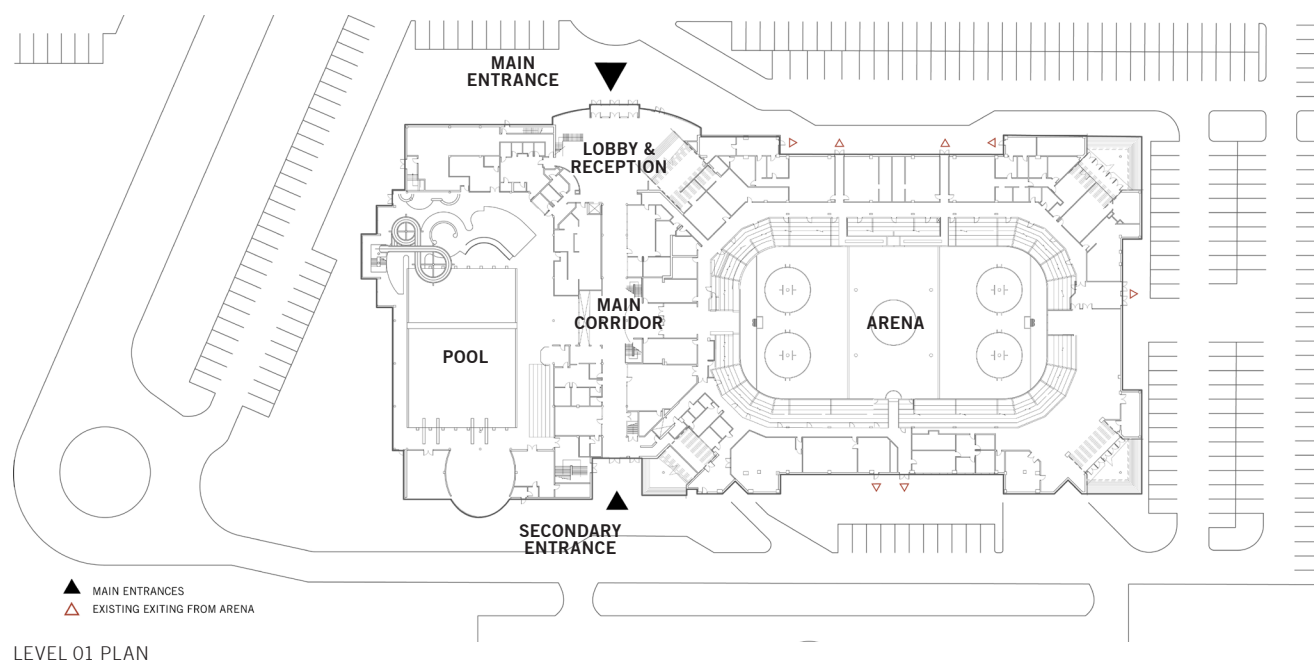 MAIN
ENTRANCE
LOBBY &
RECEPTION
MAIN
CORRIDOR
ARENA
POOL
SECONDARY
ENTRANCE
MAIN ENTRANCES
EXISTING EXITING FROM ARENA
LEVEL 01 PLAN